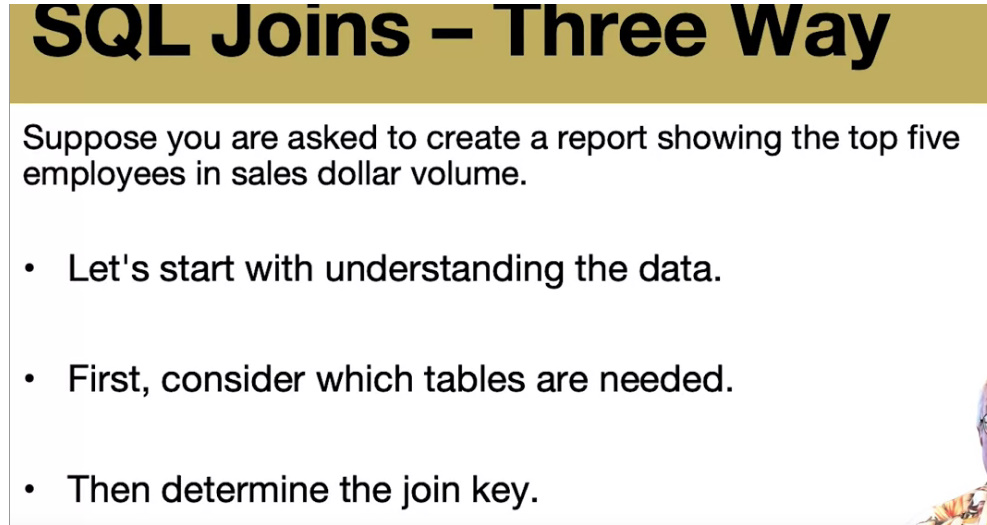 SQL Joins – Three Way
Suppose you are asked to create a report showing the top five
employees in sales dollar volume.
• Let's start with understanding the data.
• First, consider which tables are needed.
• Then determine the join key.